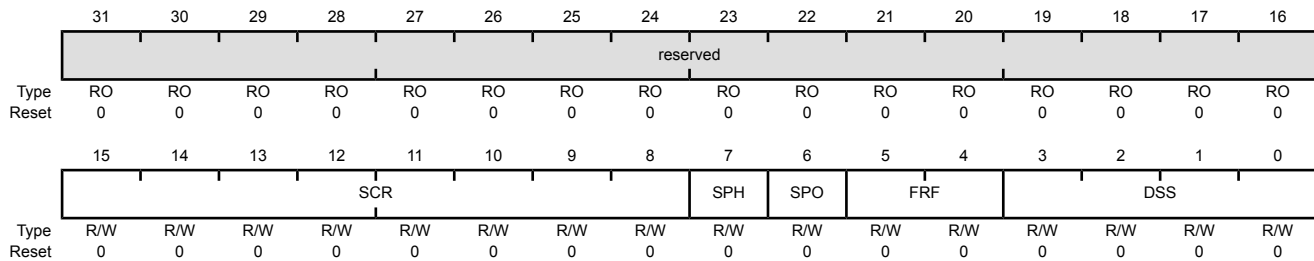 31 30 29 28 27 26 25 24 23 22 21 20 19 18 17 16
reserved
Type RO RO RO RO RO RO RO RO RO RO RO RO RO RO RO RO
Reset 0 0 0 0 0 0 0 0 0 0 0 0 0 0 0 0
15 14 13 12 11 10 9 8 7 6 5 4 3 2 1 0
SCR SPH SPO FRF DSS
Type R/W R/W R/W R/W R/W R/W R/W R/W R/W R/W R/W R/W R/W R/W R/W R/W
Reset 0 0 0 0 0 0 0 0 0 0 0 0 0 0 0 0